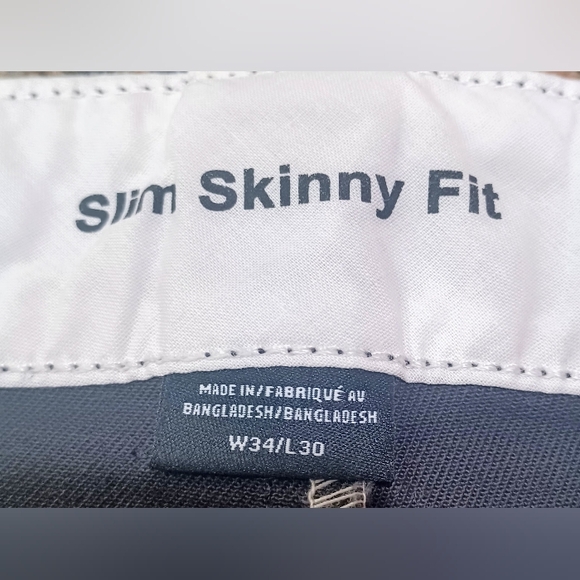 Slim Skinny Fit
MADE IN/FABRIQUÉ AU
BANGLADESH/BANGLADESH
W34/L30